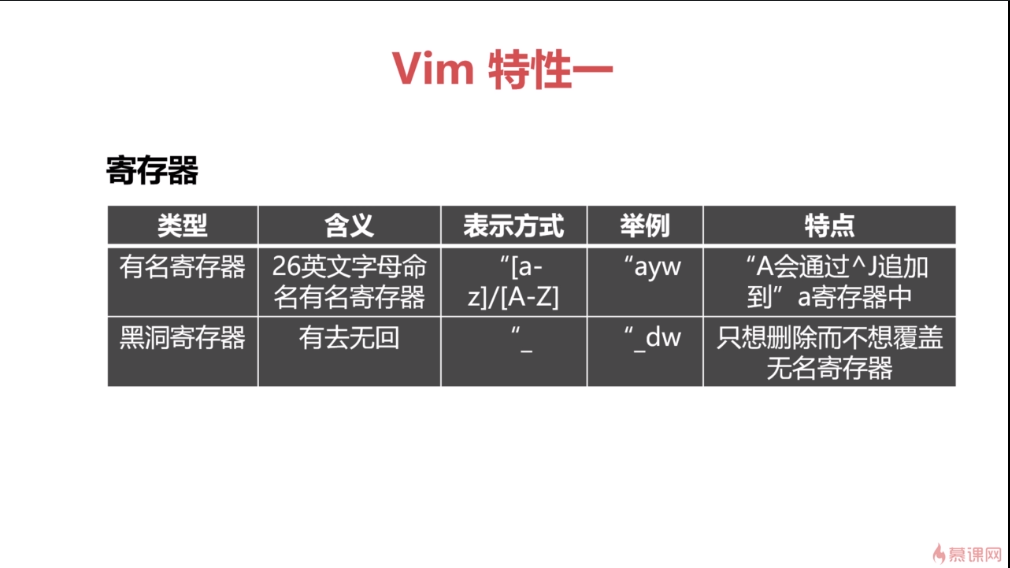 Vim 特性一
寄存器
类型 含义 表示方式 举例 特点
有名寄存器 26英文字母命 “[a- “ayw “A会通过^J追加
名有名寄存器 z]/[A-Z] 到”a寄存器中
黑洞寄存器 有去无回 “_ “_dw 只想删除而不想覆盖
无名寄存器
慕课网